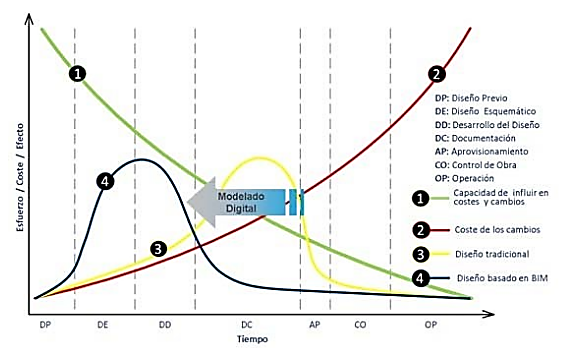 Esfuerzo / Coste / Efecto
1
2
4
3
Modelado
Digital
DP: Diseño Previo
DE: Diseño Esquemático
DD: Desarrollo del Diseño
DC: Documentación
AP: Aprovisionamiento
CO: Control de Obra
OP: Operación
1 Capacidad de influir en
costes y cambios
2 Coste de los cambios
3 Diseño tradicional
4 Diseño basado en BIM
DP DE DD DC AP CO OP
Tiempo